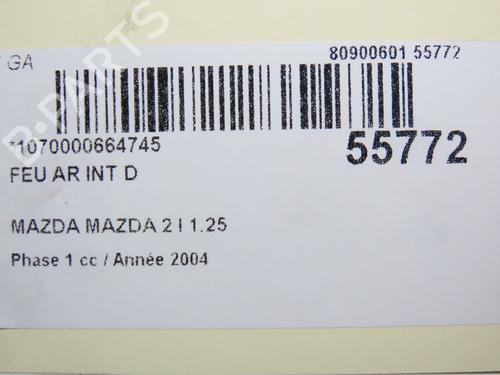 GA
80900601 55772
*1070000664745
55772
FEU AR INT D
MAZDA MAZDA 2 I 1.25
Phase 1 cc / Année 2004
B-PARTS